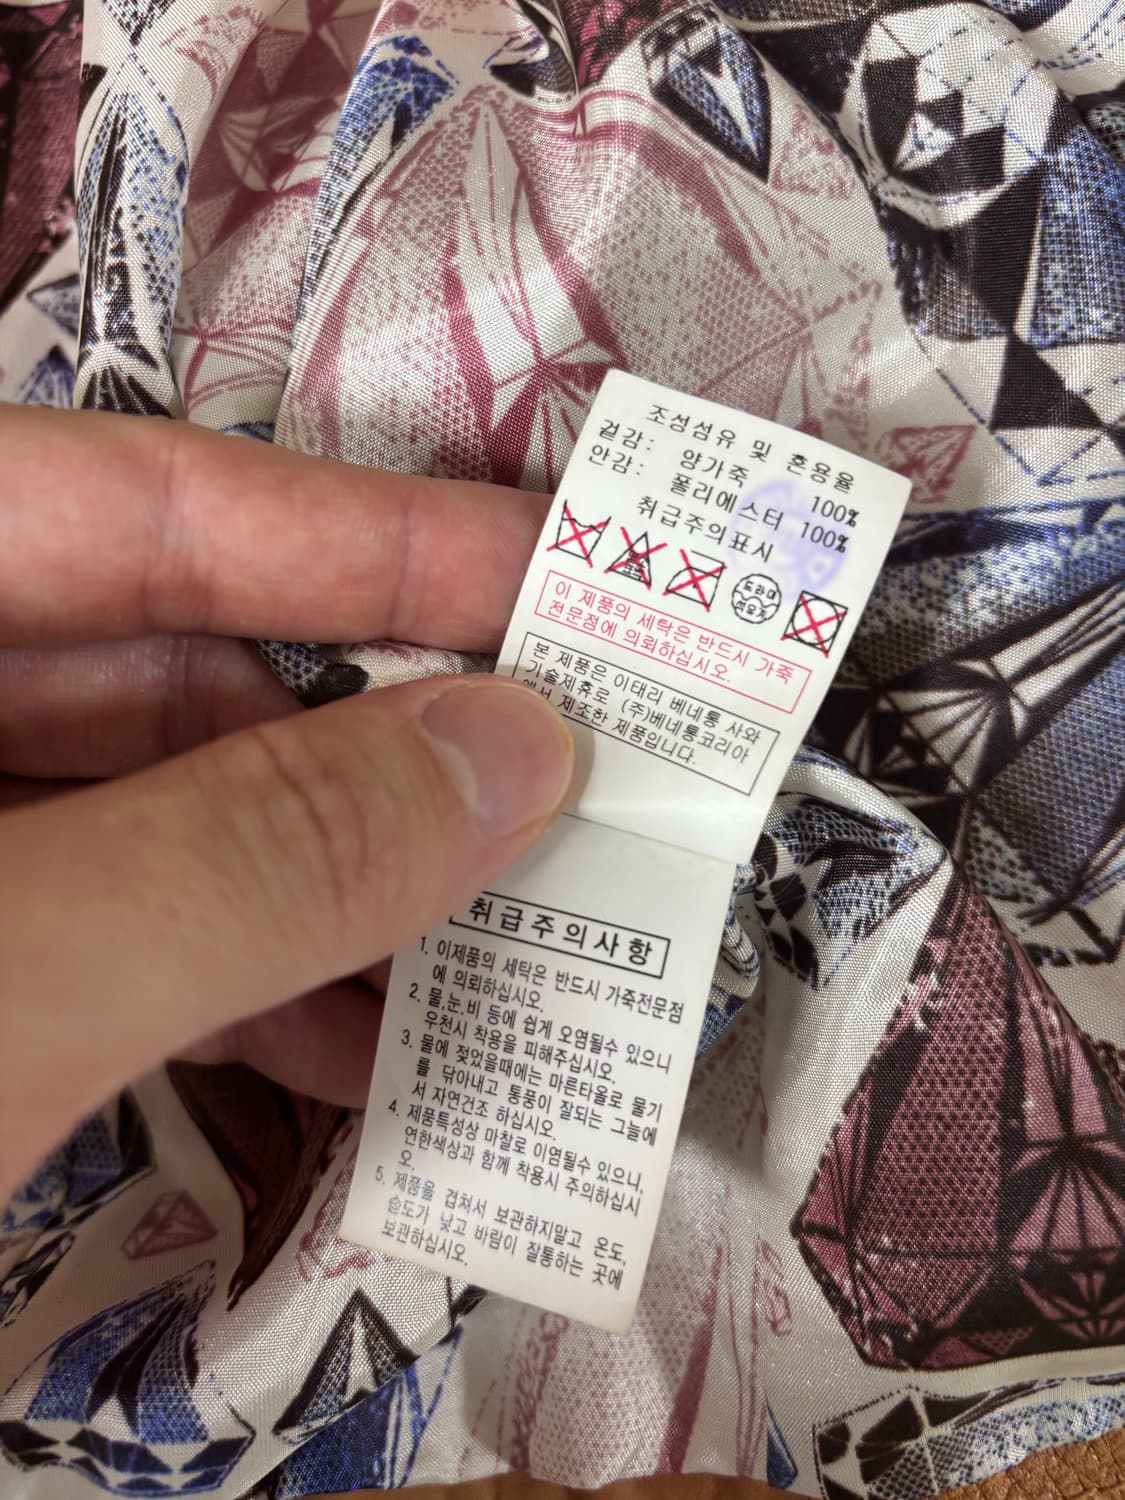 조성섬유 및 혼용율
겉감: 양가죽 100%
안감: 폴리에스터 100%
취급주의표시
드라이
이 제품의 세탁은 반드시 가죽
전문점에 의뢰하십시오.
본 제품은 이태리 베네통 사와
기술제휴로 (주)베네통코리아
에서 제조한 제품입니다.
취급주의사항
1. 이제품의 세탁은 반드시 가죽전문점
에 의뢰하십시오.
2. 물,눈.비 등에 쉽게 오염될수 있으니
우천시 착용을 피해주십시오.
3. 물에 젖었을때에는 마른타올로 물기
를 닦아내고 통풍이 잘되는 그늘에
서 자연건조 하십시오.
4. 제품특성상 마찰로 이염될수 있으니,
연한색상과 함께 착용시 주의하십시
오.
5. 제품을 겹쳐서 보관하지말고 온도,
습도가 낮고 바람이 잘통하는 곳에
보관하십시오.